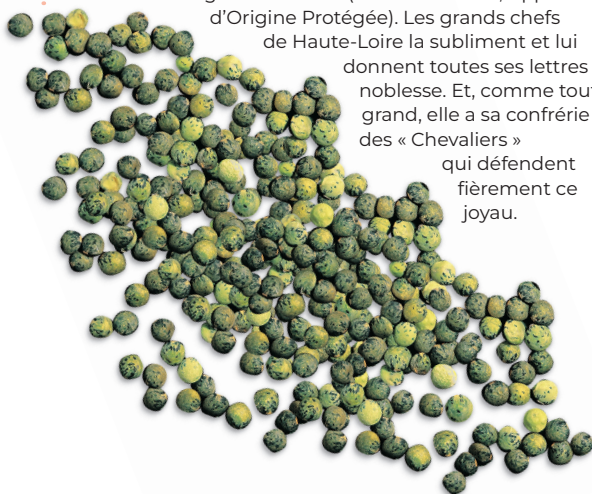 d'Origine Protégée). Les grands chefs
de Haute-Loire la subliment et lui
donnent toutes ses lettres
noblesse. Et, comme tout
grand, elle a sa confrérie
des « Chevaliers »
qui défendent
fièrement ce
joyau.